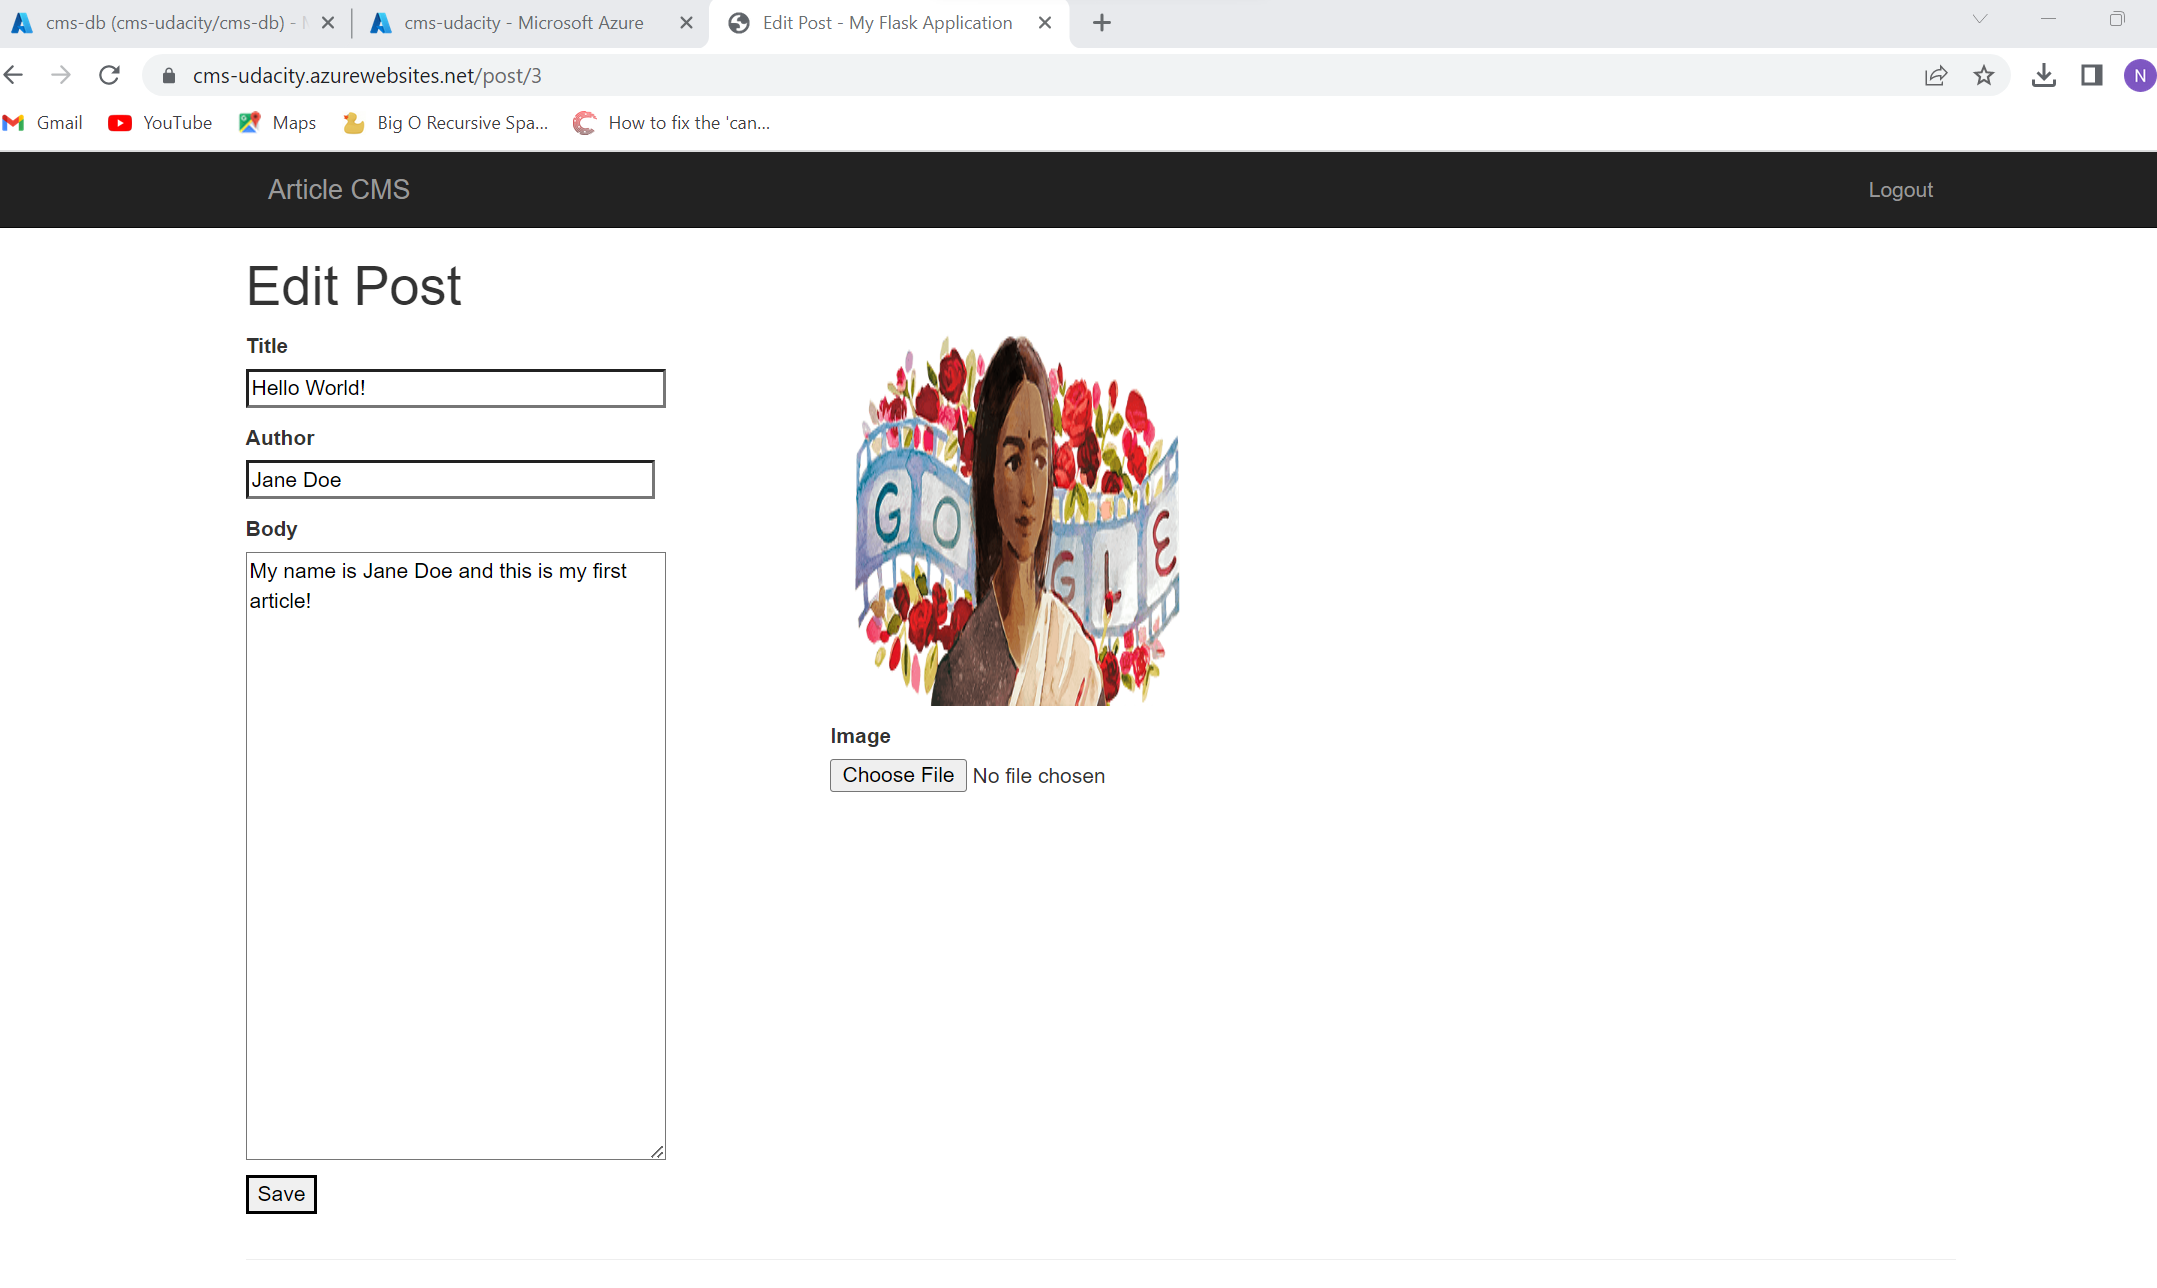 cms-db (cms-udacity/cms-db) -
cms-udacity - Microsoft Azure
Edit Post - My Flask Application
cms-udacity.azurewebsites.net/post/3
N
Gmail
YouTube
Maps
Big O Recursive Spa...
How to fix the 'can...
Article CMS
Logout
Edit Post
Title
Hello World!
Author
Jane Doe
Body
My name is Jane Doe and this is my first
article!
GO GLE
Image
Choose File No file chosen
Save